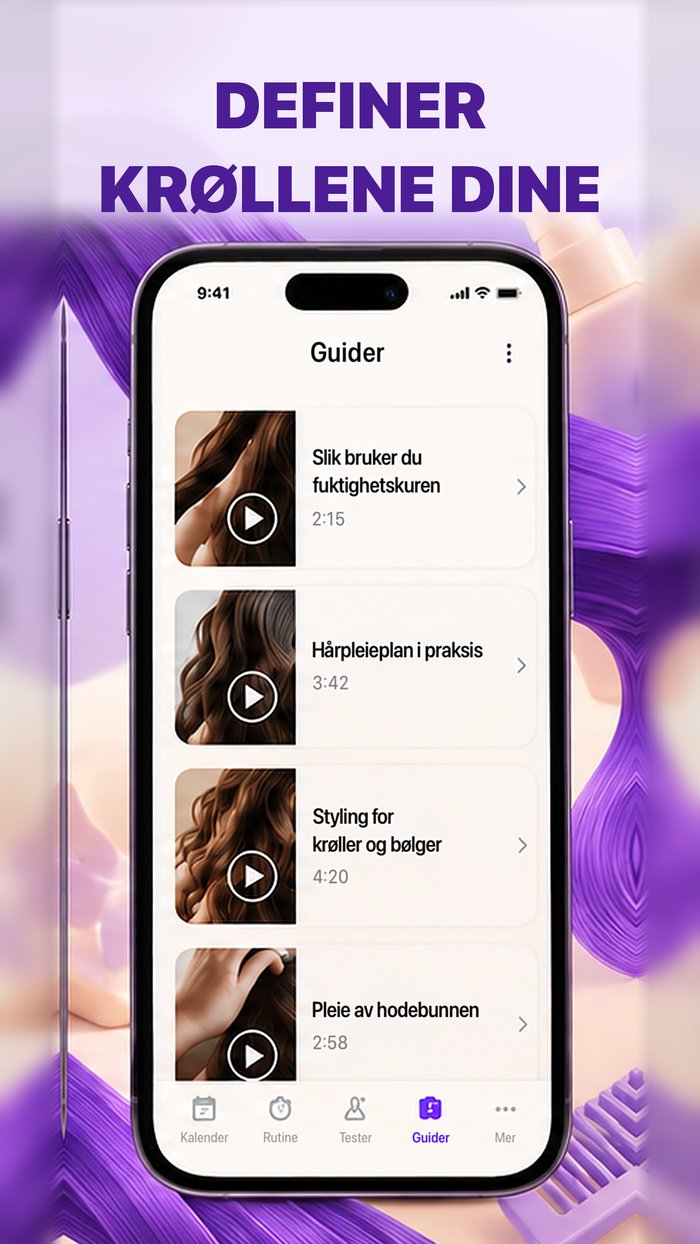 DEFINER
KRØLLENE DINE
9:41
Guider
Slik bruker du
fuktighetskuren
2:15
Hårpleieplan i praksis
3:42
Styling for
krøller og bølger
4:20
Pleie av hodebunnen
2:58
Kalender Rutine Tester Guider Mer